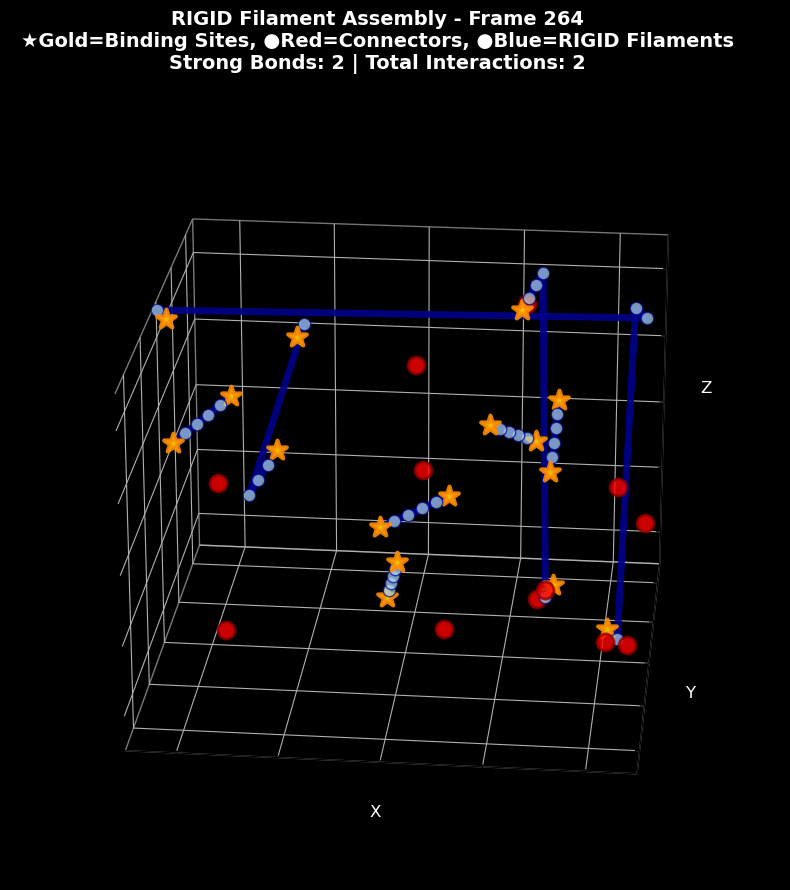 RIGID Filament Assembly - Frame 264
★Gold=Binding Sites, ●Red=Connectors, ●Blue=RIGID Filaments
Strong Bonds: 2 | Total Interactions: 2
Z
Y
X